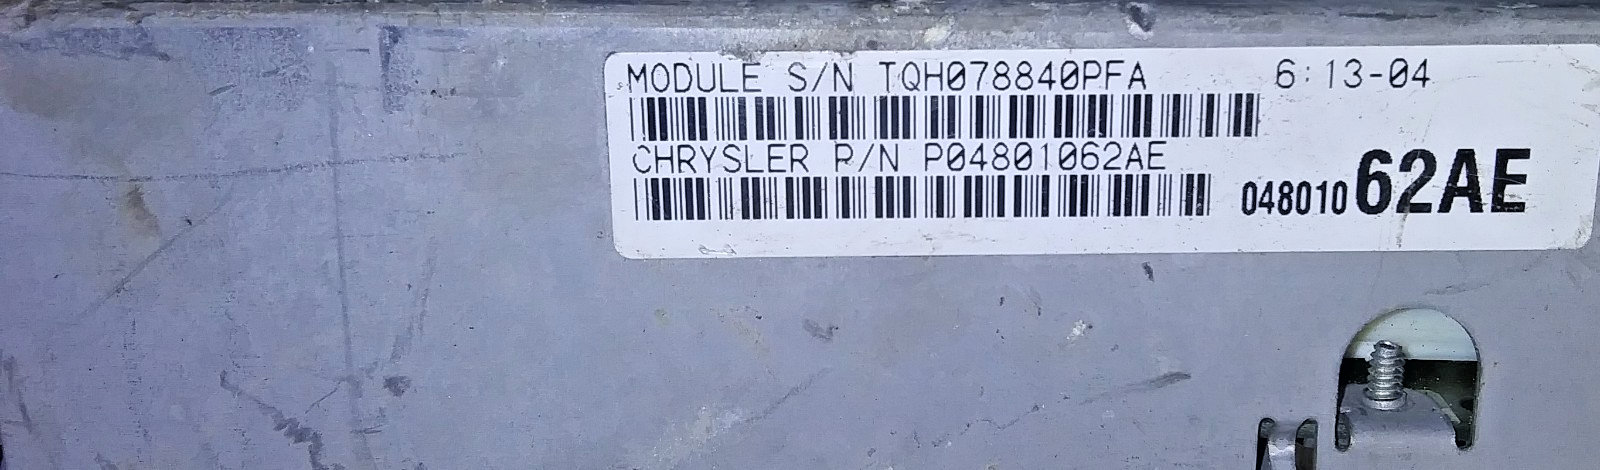 MODULE S/N TQH078840PFA 6:13-04
CHRYSLER P/N P04801062AE
04801062AE